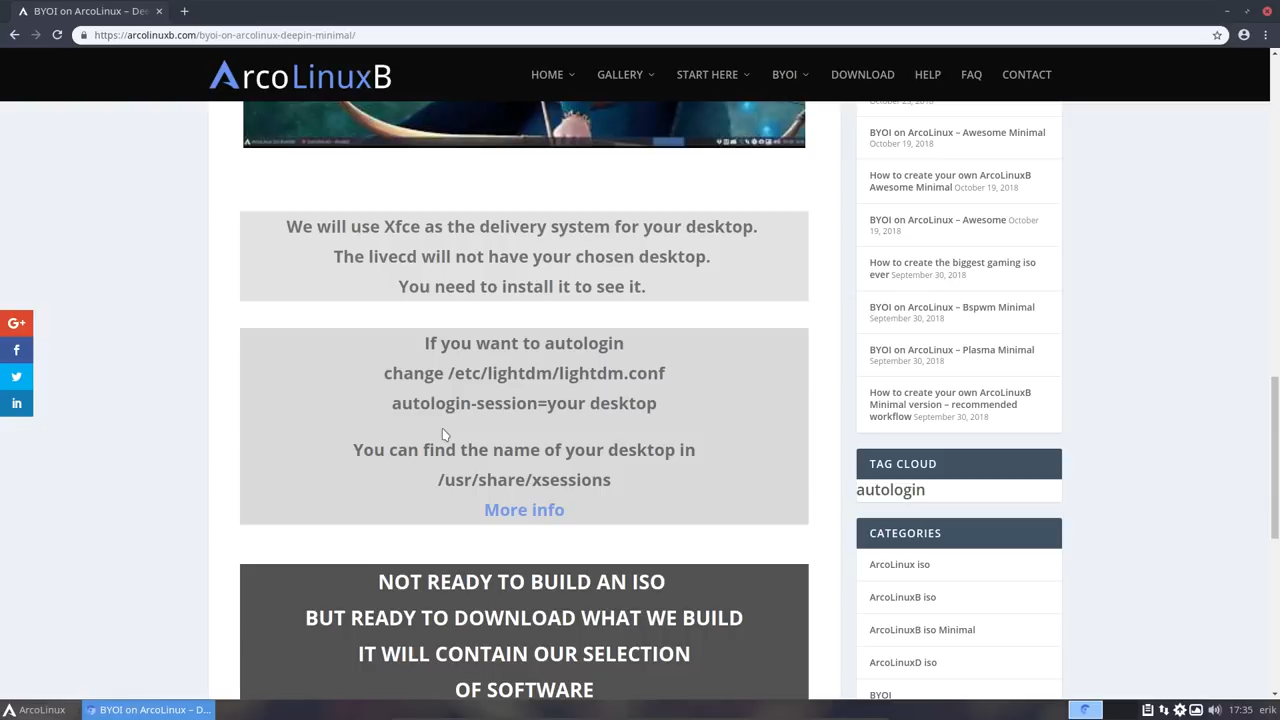 BYOI on ArcoLinux – Dee
https://arcolinuxb.com/byoi-on-arcolinux-deepin-minimal/
ArcoLinuxB
HOME
GALLERY
START HERE
BYOI
DOWNLOAD
HELP
FAQ
CONTACT
We will use Xfce as the delivery system for your desktop.
The livecd will not have your chosen desktop.
You need to install it to see it.
If you want to autologin
change /etc/lightdm/lightdm.conf
autologin-session=your desktop
You can find the name of your desktop in
/usr/share/xsessions
More info
NOT READY TO BUILD AN ISO
BUT READY TO DOWNLOAD WHAT WE BUILD
IT WILL CONTAIN OUR SELECTION
OF SOFTWARE
BYOI on ArcoLinux – Awesome Minimal
October 19, 2018
How to create your own ArcoLinuxB
Awesome Minimal October 19, 2018
BYOI on ArcoLinux – Awesome October
19, 2018
How to create the biggest gaming iso
ever September 30, 2018
BYOI on ArcoLinux – Bspwm Minimal
September 30, 2018
BYOI on ArcoLinux – Plasma Minimal
September 30, 2018
How to create your own ArcoLinuxB
Minimal version – recommended
workflow September 30, 2018
TAG CLOUD
autologin
CATEGORIES
ArcoLinux iso
ArcoLinuxB iso
ArcoLinuxB iso Minimal
ArcoLinuxD iso
BYOI
G+
f
in
ArcoLinux
BYOI on ArcoLinux – D...
17:35
erik